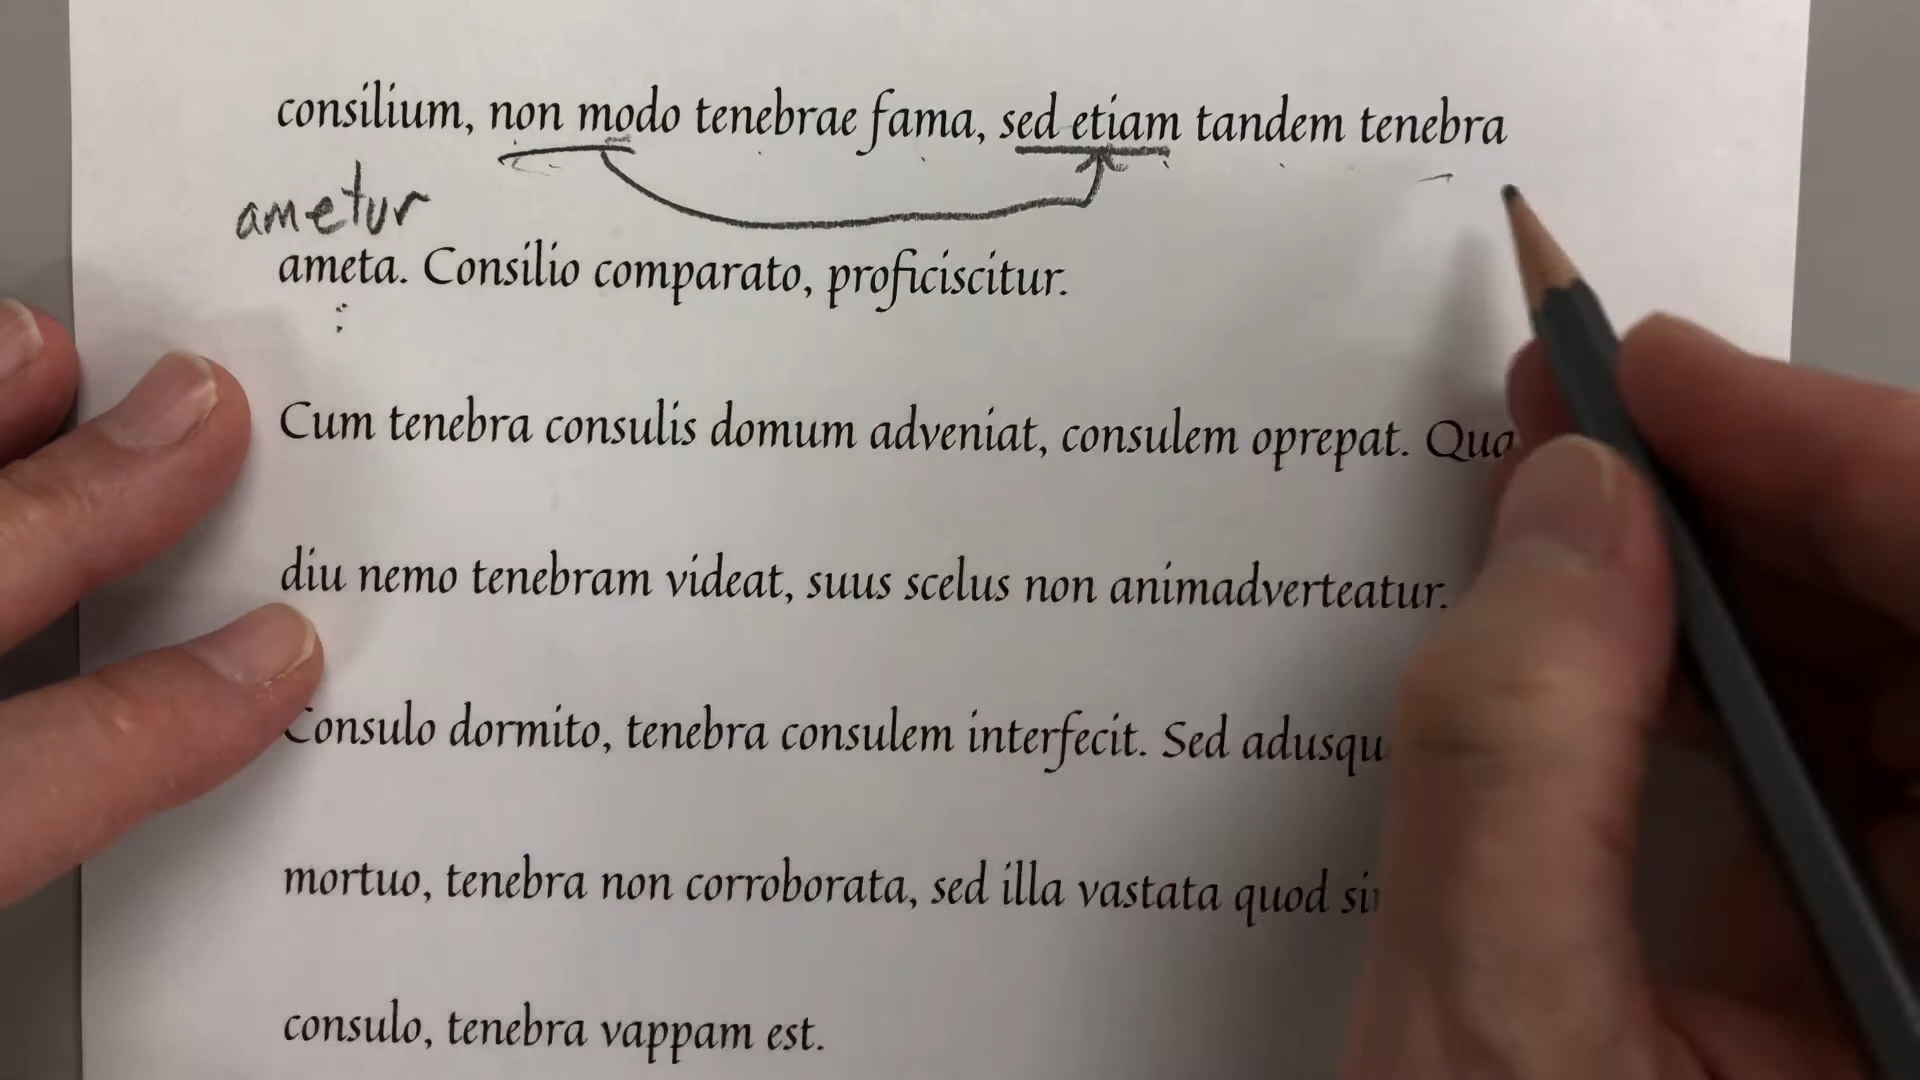 consilium, non modo tenebrae fama, sed etiam tandem tenebra
ametur
ameta. Consilio comparato, proficiscitur.
Cum tenebra consulis domum adveniat, consulem oprepat. Quo
diu nemo tenebram videat, suus scelus non animadverteatur.
Consulo dormito, tenebra consulem interfecit. Sed
mortuo, tenebra non corroborata, sed illa vastata quod
consulo, tenebra vappam est.